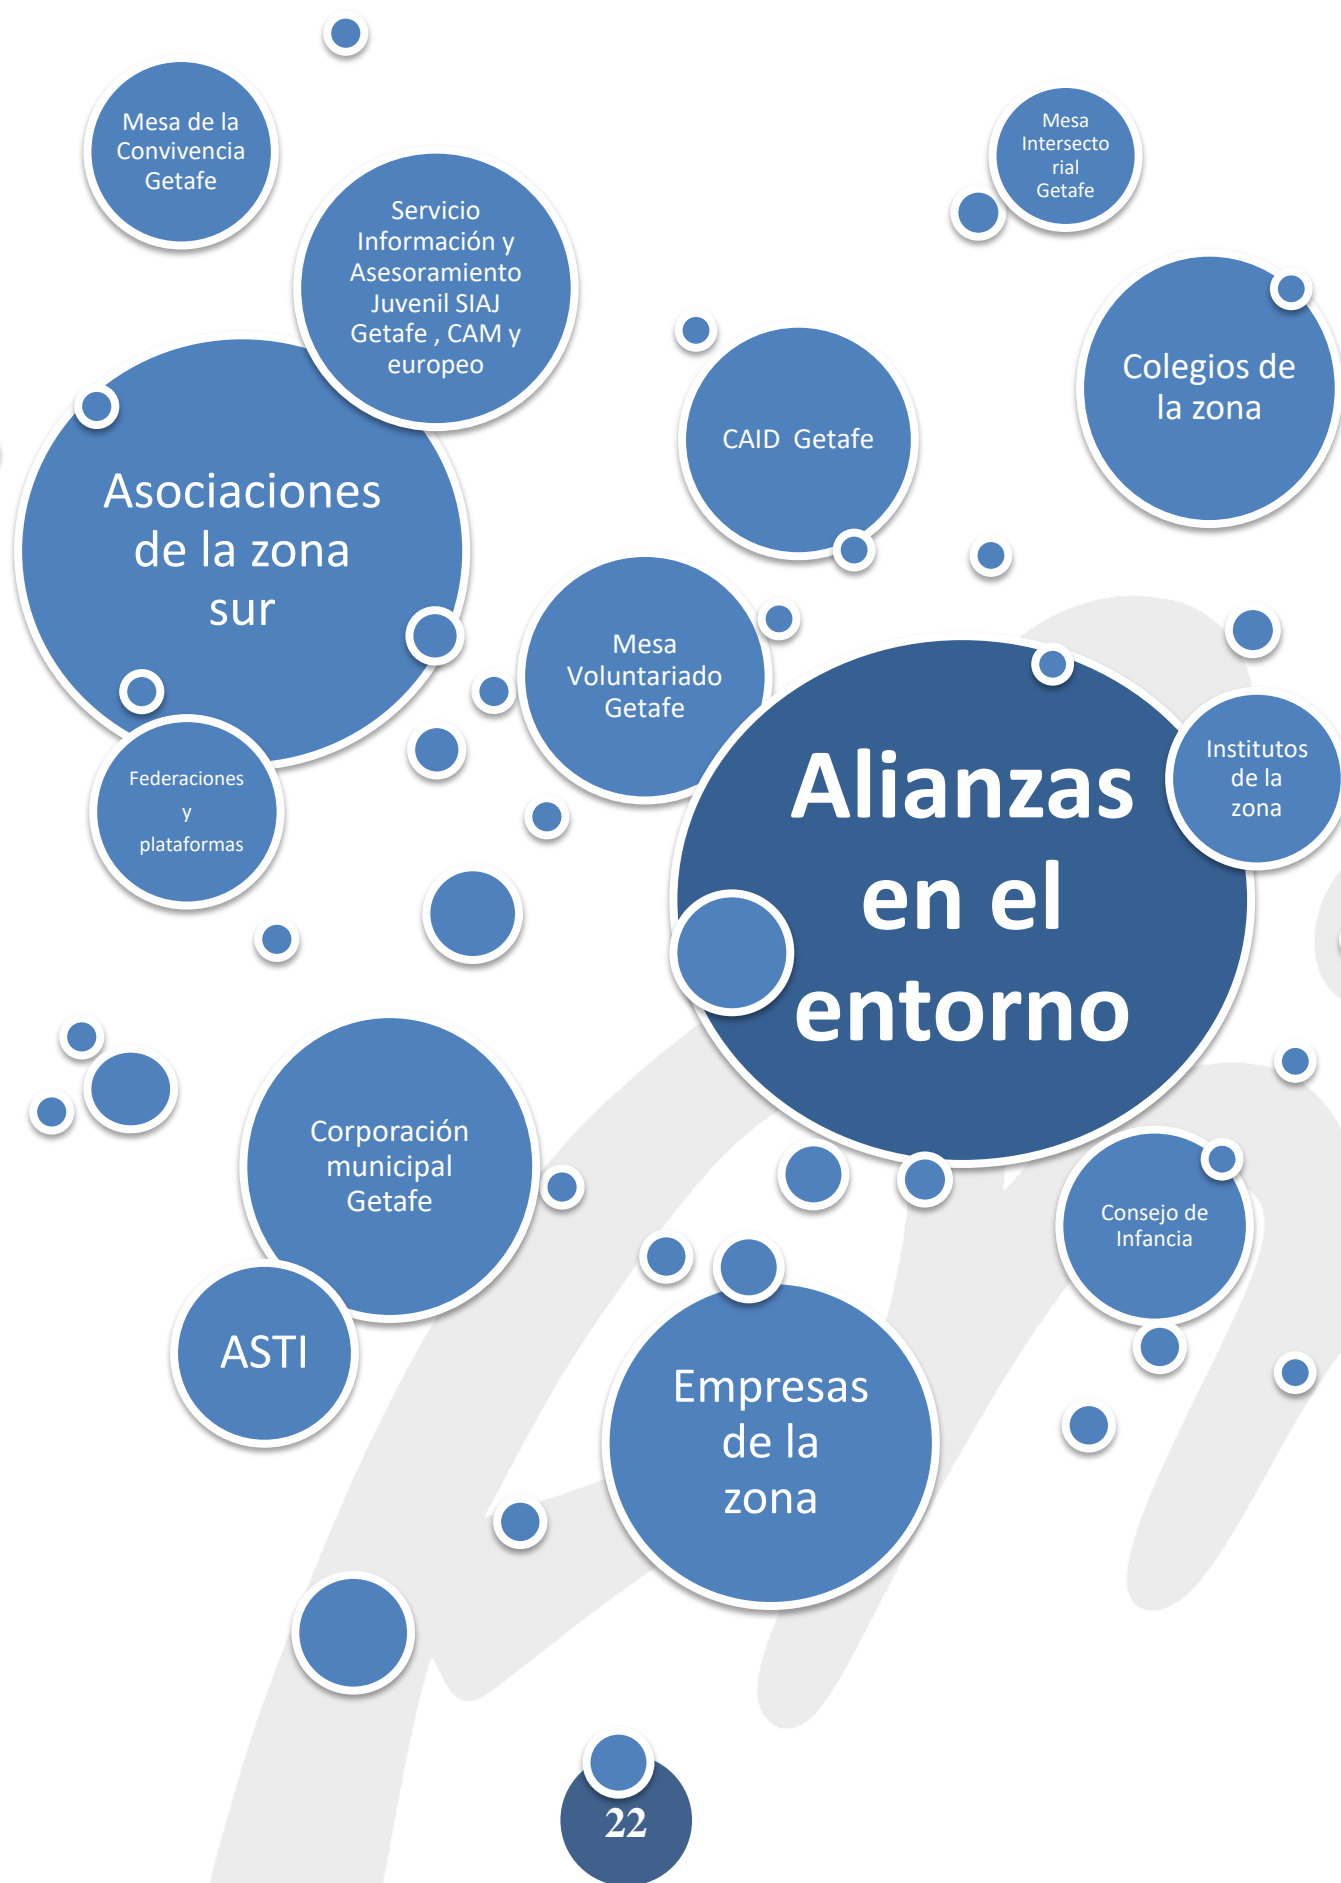 Mesa de la
Convivencia
Getafe
Mesa
Intersecto
rial
Getafe
Servicio
Información y
Asesoramiento
Juvenil SIAJ
Getafe , CAM y
europeo
Colegios de
la zona
CAID Getafe
Asociaciones
de la zona
sur
Mesa
Voluntariado
Getafe
Alianzas
en el
entorno
Institutos
de la
zona
Federaciones
y
plataformas
Corporación
municipal
Getafe
Consejo de
Infancia
ASTI
Empresas
de la
zona
22